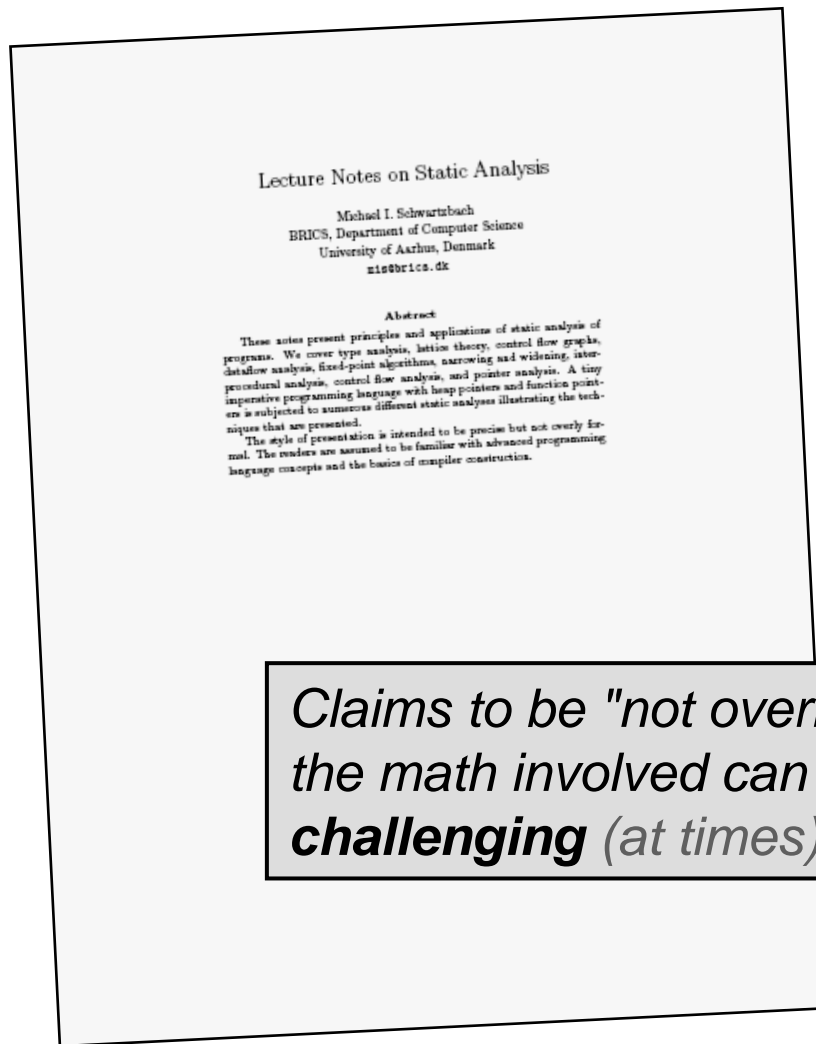 Lecture Notes on Static Analysis
Michael I. Schwartzbach
BRICS, Department of Computer Science
University of Aarhus, Denmark
mis@brics.dk
Abstract
These notes present principles and applications of static analysis of
programs. We cover type analysis, lattice theory, control flow graphs,
dataflow analysis, fixed-point algorithms, narrowing and widening, inter-
procedural analysis, control flow analysis, and pointer analysis. A tiny
imperative programming language with heap pointers and function point-
ers is subjected to numerous different static analyses illustrating the tech-
niques that are presented.
The style of presentation is intended to be precise but not overly for-
mal. The readers are assumed to be familiar with advanced programming
language concepts and the basics of compiler construction.
Claims to be "not over
the math involved can
challenging (at times)